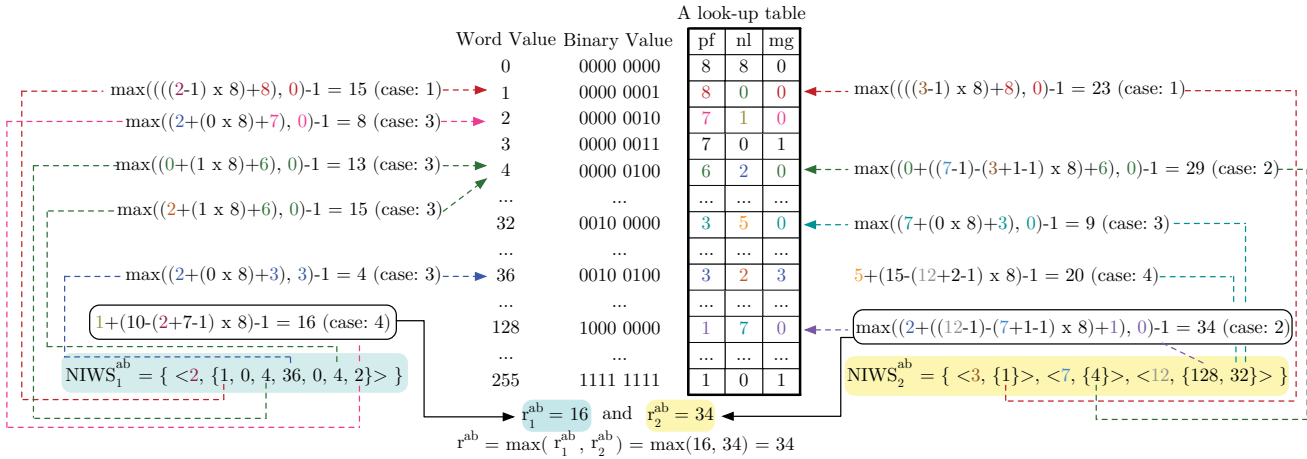 A look-up table
Word Value Binary Value pf nl mg
0 0000 0000 8 8 0
max((((2-1) x 8)+8), 0)-1 = 15 (case: 1) 1 0000 0001 8 0 0 max((((3-1) x 8)+8), 0)-1 = 23 (case: 1)
max((2+(0 x 8)+7), 0)-1 = 8 (case: 3) 2 0000 0010 7 1 0
3 0000 0011 7 0 1
max((0+(1 x 8)+6), 0)-1 = 13 (case: 3) 4 0000 0100 6 2 0 max((0+((7-1)-(3+1-1) x 8)+6), 0)-1 = 29 (case: 2)
... ... ... ... ...
max((2+(1 x 8)+6), 0)-1 = 15 (case: 3)
32 0010 0000 3 5 0 max((7+(0 x 8)+3), 0)-1 = 9 (case: 3)
... ... ... ... ...
max((2+(0 x 8)+3), 3)-1 = 4 (case: 3) 36 0010 0100 3 2 3 5+(15-(12+2-1) x 8)-1 = 20 (case: 4)
... ... ... ... ...
1+(10-(2+7-1) x 8)-1 = 16 (case: 4) 128 1000 0000 1 7 0 max((2+((12-1)-(7+1-1) x 8)+1), 0)-1 = 34 (case: 2)
... ... ... ... ...
NIWS₁ᵃᵇ = { <2, {1, 0, 4, 36, 0, 4, 2}> } 255 1111 1111 1 0 1 NIWS₂ᵃᵇ = { <3, {1}>, <7, {4}>, <12, {128, 32}> }
r₁ᵃᵇ = 16 and r₂ᵃᵇ = 34
rᵃᵇ = max( r₁ᵃᵇ, r₂ᵃᵇ) = max(16, 34) = 34